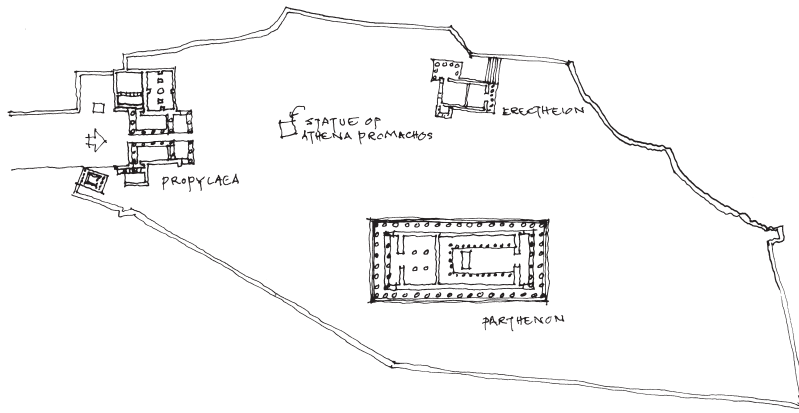 STATUE OF
ATHENA PROMACHOS
ERECTHEION
PROPYLAEA
PARTHENON